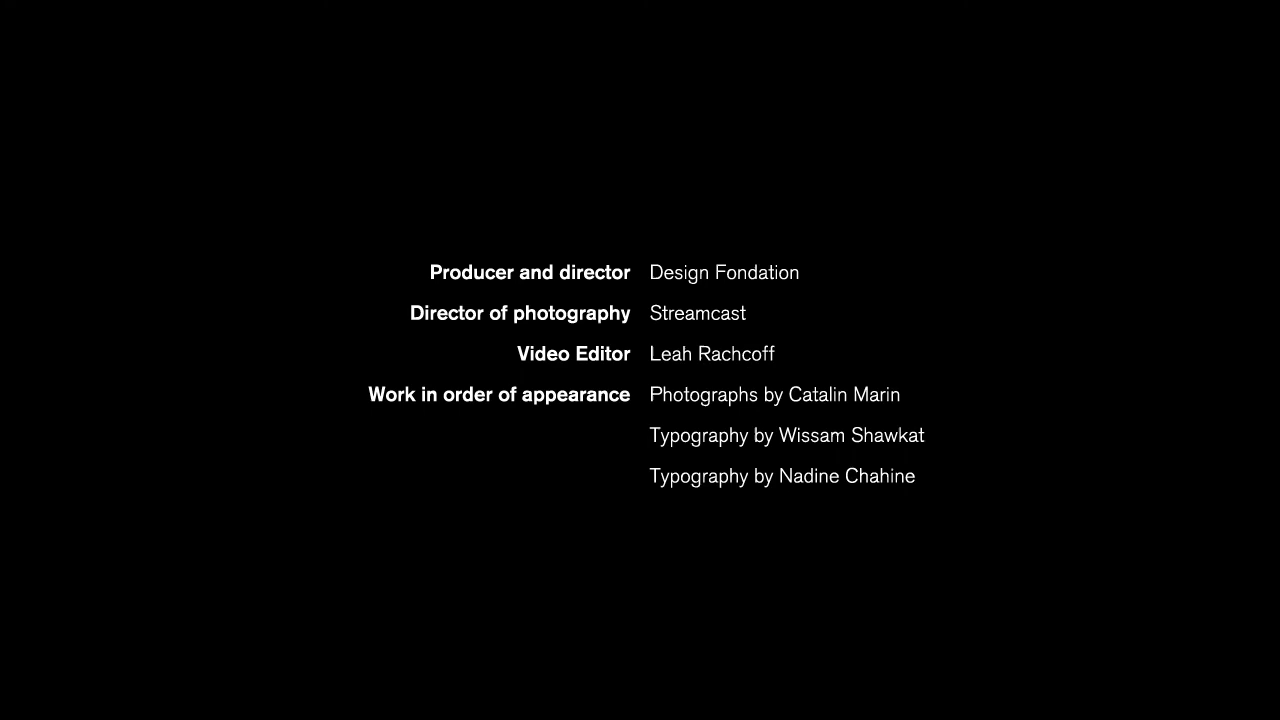 Producer and director Design Fondation
Director of photography Streamcast
Video Editor Leah Rachcoff
Work in order of appearance Photographs by Catalin Marin
Typography by Wissam Shawkat
Typography by Nadine Chahine